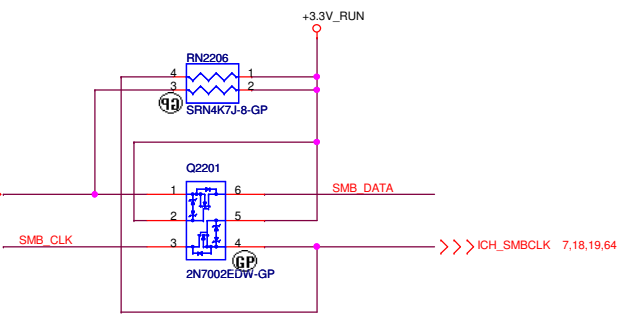 +3.3V_RUN
RN2206
4 1
3 2
GP
SRN4K7J-8-GP
Q2201
1 6 SMB_DATA
2 5
SMB_CLK 3 4 ICH_SMBCLK 7,18,19,64
GP
2N7002EDW-GP